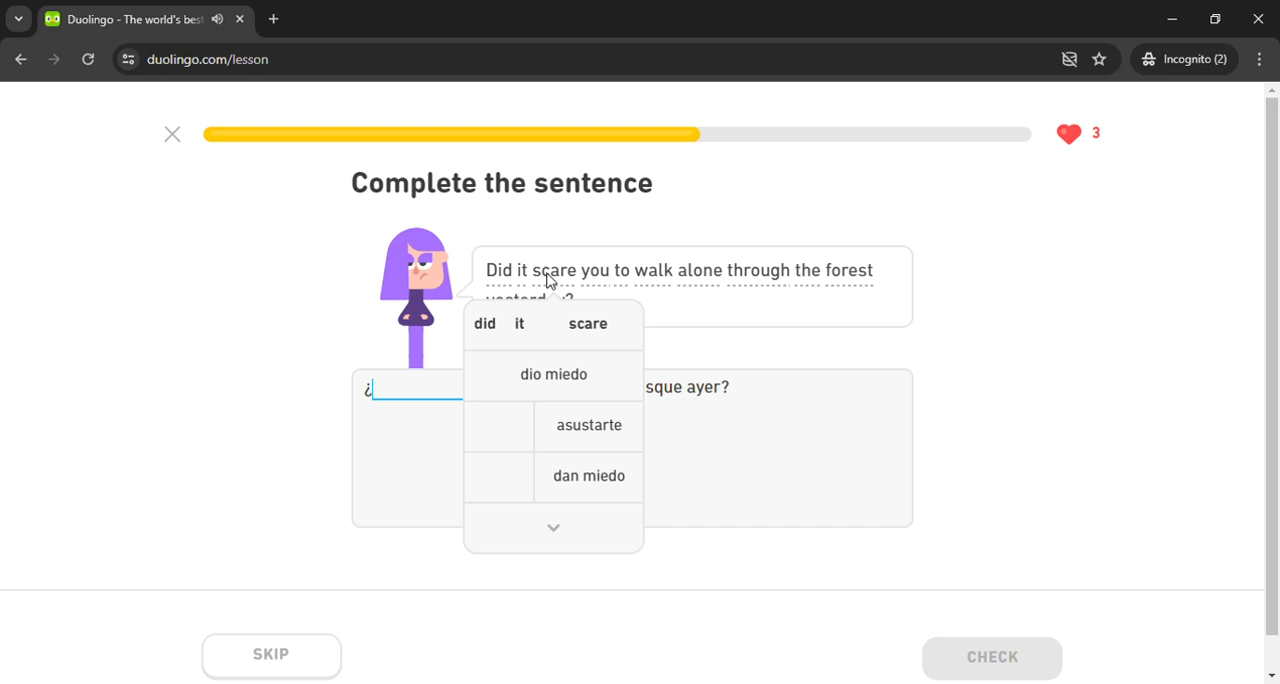 Duolingo - The world's best
duolingo.com/lesson
Incognito (2)
3
Complete the sentence
Did it scare you to walk alone through the forest
did it scare
dio miedo
¿ sque ayer?
asustarte
dan miedo
SKIP
CHECK